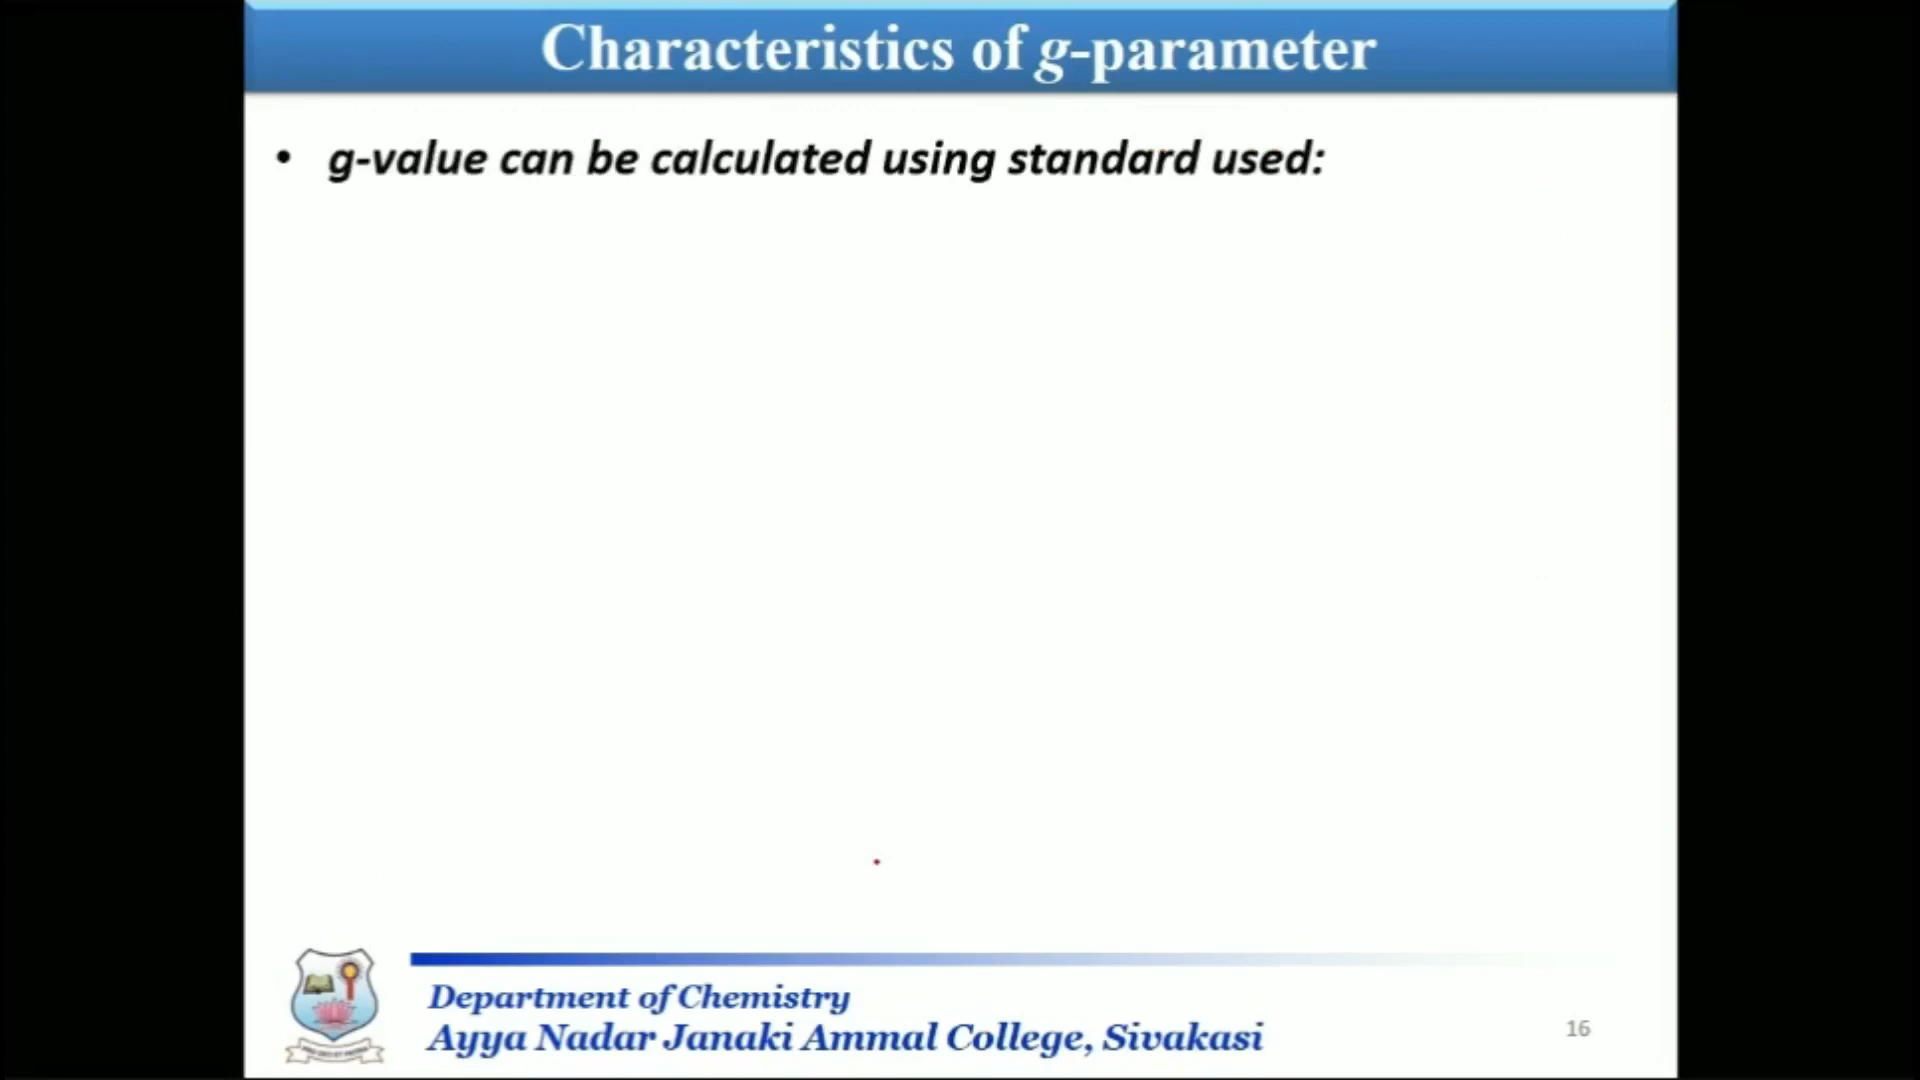 Characteristics of g-parameter
• g-value can be calculated using standard used:
Department of Chemistry
Ayya Nadar Janaki Ammal College, Sivakasi
16